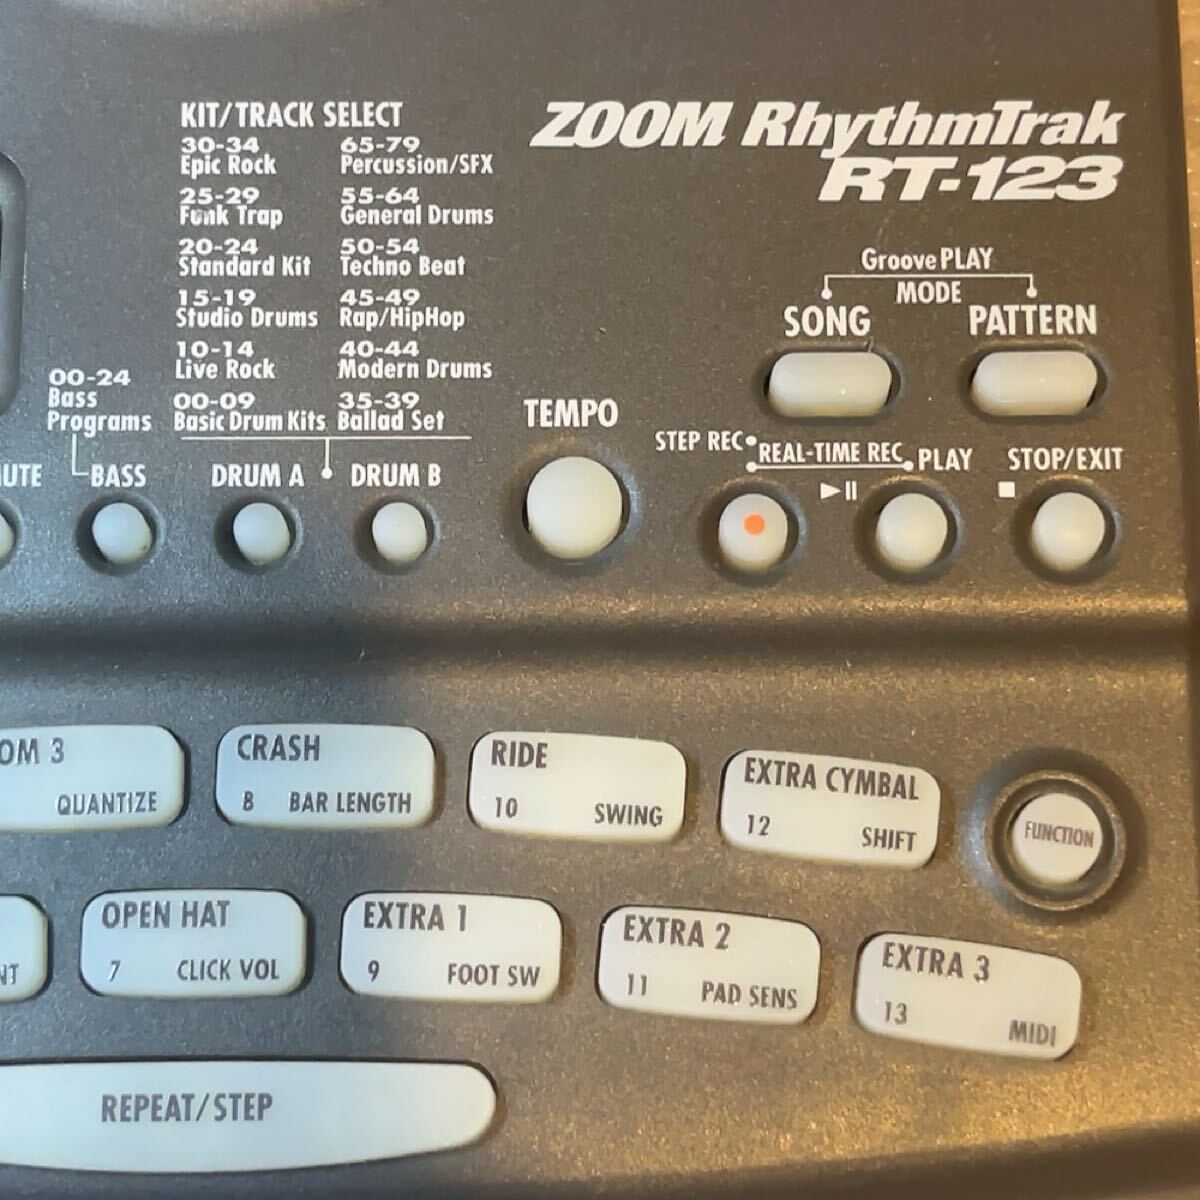 KIT/TRACK SELECT
30-34
Epic Rock
25-29
Funk Trap
20-24
Standard Kit
15-19
Studio Drums
10-14
Live Rock
00-09
Basic Drum Kits
65-79
Percussion/SFX
55-64
General Drums
50-54
Techno Beat
45-49
Rap/HipHop
40-44
Modern Drums
35-39
Ballad Set
ZOOM RhythmTrak
RT-123
GroovePLAY
MODE
SONG
PATTERN
00-24
Bass
Programs
BASS
DRUM A
DRUM B
TEMPO
STEP REC
REAL-TIME REC
PLAY
STOP/EXIT
OM 3
QUANTIZE
CRASH
8 BAR LENGTH
RIDE
10 SWING
EXTRA CYMBAL
12 SHIFT
FUNCTION
OPEN HAT
7 CLICK VOL
EXTRA 1
9 FOOT SW
EXTRA 2
11 PAD SENS
EXTRA 3
13 MIDI
REPEAT/STEP